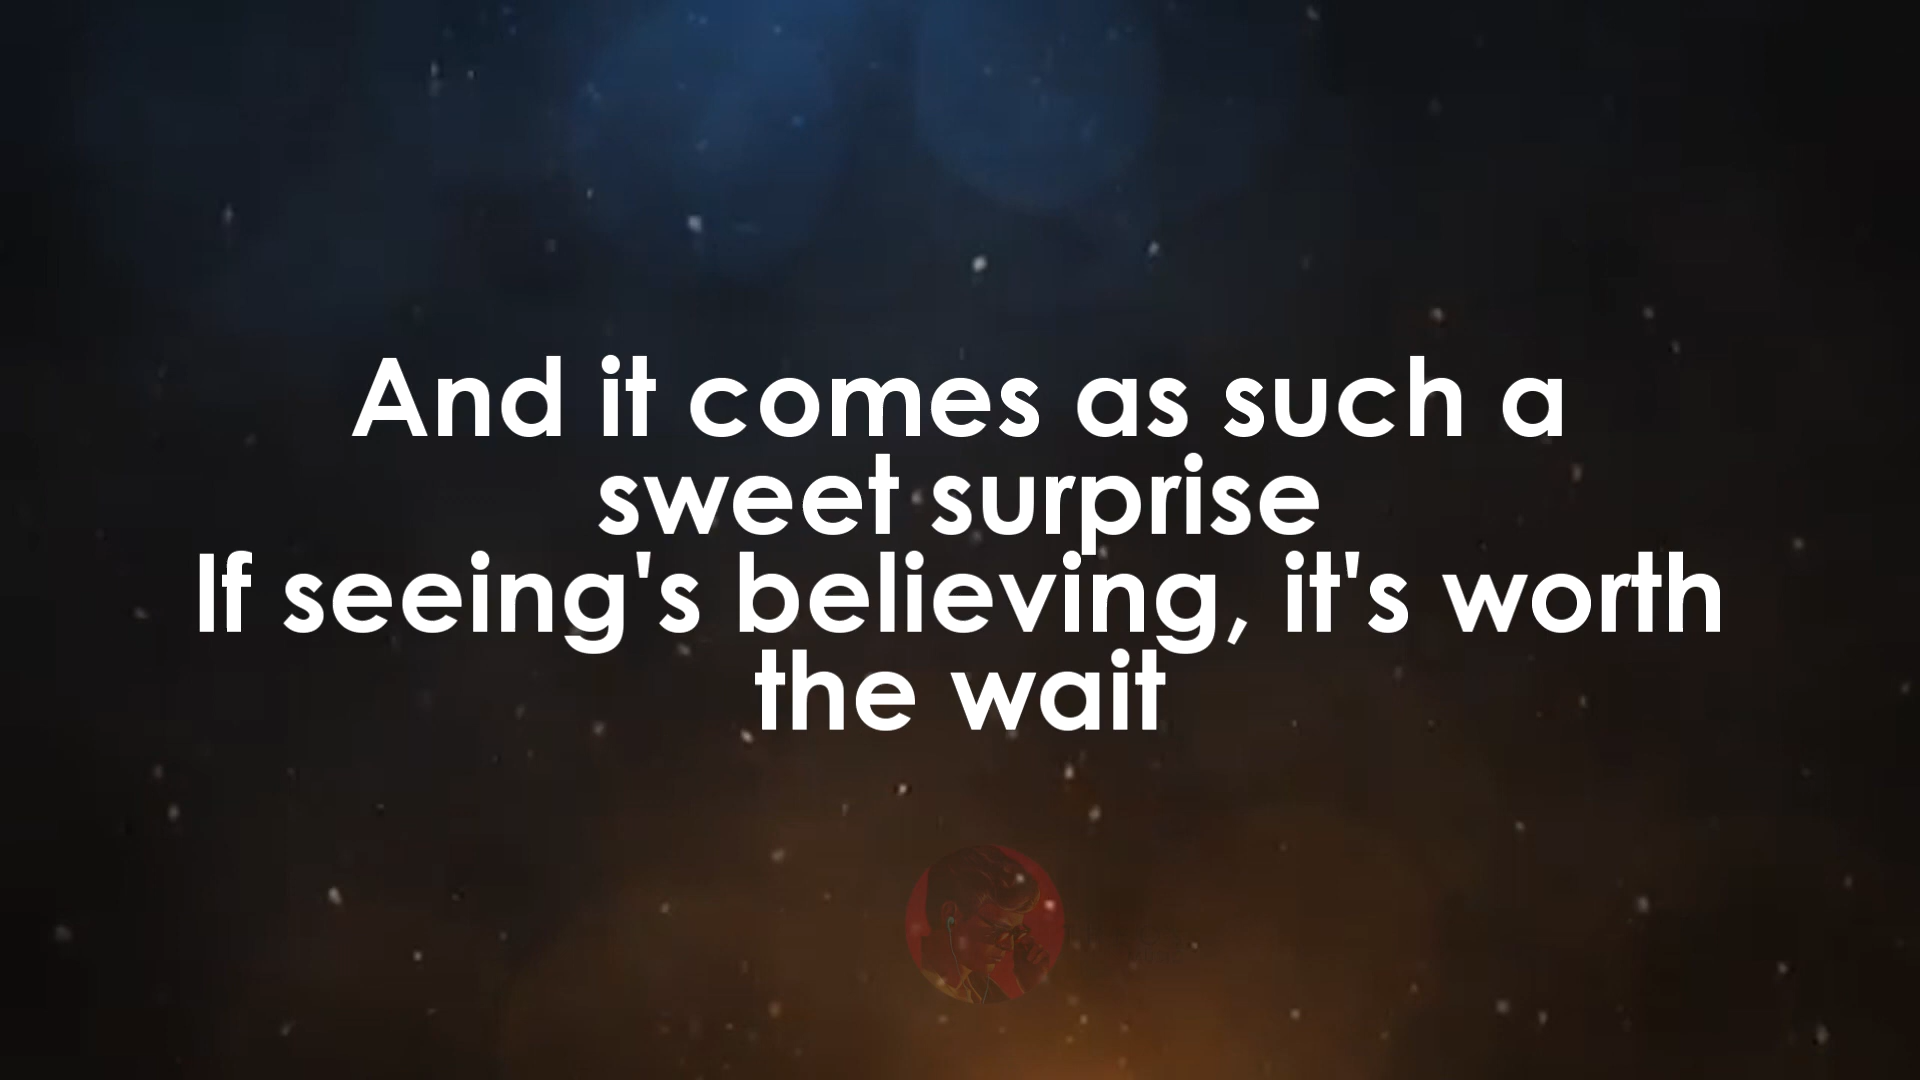 And it comes as such a
sweet surprise
If seeing's believing, it's worth
the wait